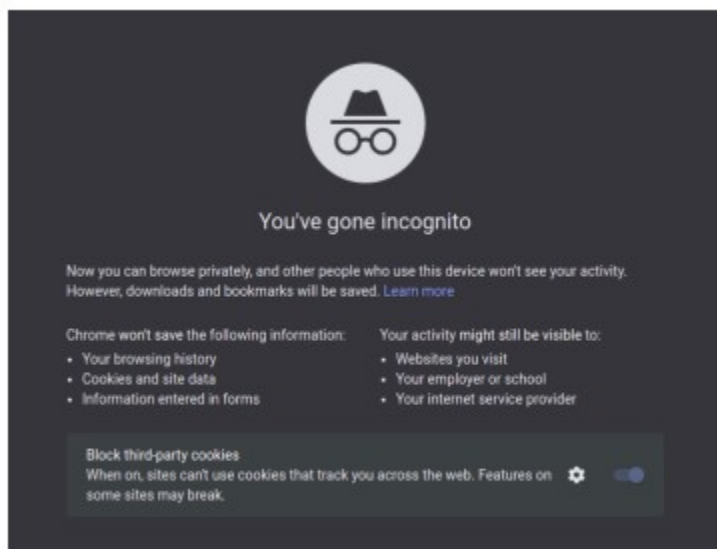 You've gone incognito
Now you can browse privately, and other people who use this device won't see your activity.
However, downloads and bookmarks will be saved. Learn more
Chrome won't save the following information:
• Your browsing history
• Cookies and site data
• Information entered in forms
Your activity might still be visible to:
• Websites you visit
• Your employer or school
• Your internet service provider
Block third-party cookies
When on, sites can't use cookies that track you across the web. Features on
some sites may break.